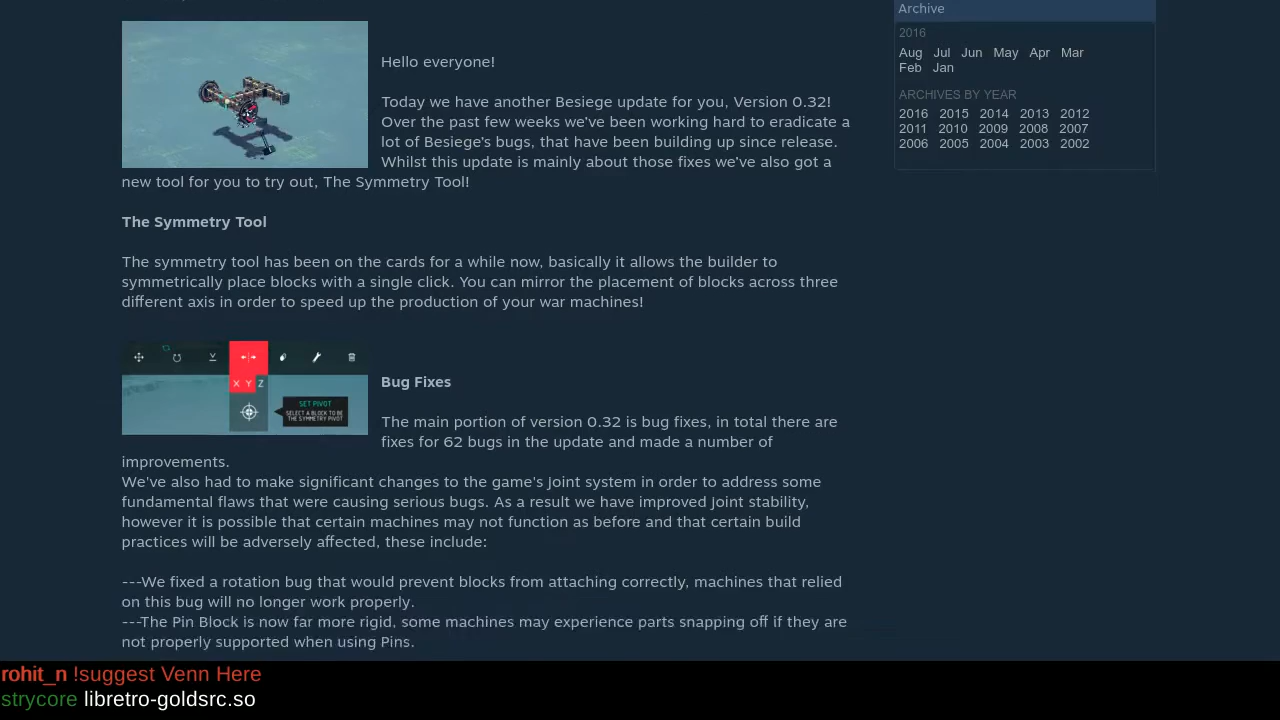 Archive
2016
Aug Jul Jun May Apr Mar
Feb Jan
ARCHIVES BY YEAR
2016 2015 2014 2013 2012
2011 2010 2009 2008 2007
2006 2005 2004 2003 2002
Hello everyone!
Today we have another Besiege update for you, Version 0.32!
Over the past few weeks we've been working hard to eradicate a
lot of Besiege's bugs, that have been building up since release.
Whilst this update is mainly about those fixes we've also got a
new tool for you to try out, The Symmetry Tool!
The Symmetry Tool
The symmetry tool has been on the cards for a while now, basically it allows the builder to
symmetrically place blocks with a single click. You can mirror the placement of blocks across three
different axis in order to speed up the production of your war machines!
X Y Z
SET PIVOT
SELECT A BLOCK TO BE
THE SYMMETRY PIVOT
Bug Fixes
The main portion of version 0.32 is bug fixes, in total there are
fixes for 62 bugs in the update and made a number of
improvements.
We've also had to make significant changes to the game's Joint system in order to address some
fundamental flaws that were causing serious bugs. As a result we have improved Joint stability,
however it is possible that certain machines may not function as before and that certain build
practices will be adversely affected, these include:
---We fixed a rotation bug that would prevent blocks from attaching correctly, machines that relied
on this bug will no longer work properly.
---The Pin Block is now far more rigid, some machines may experience parts snapping off if they are
not properly supported when using Pins.
rohit_n !suggest Venn Here
strycore libretro-goldsrc.so